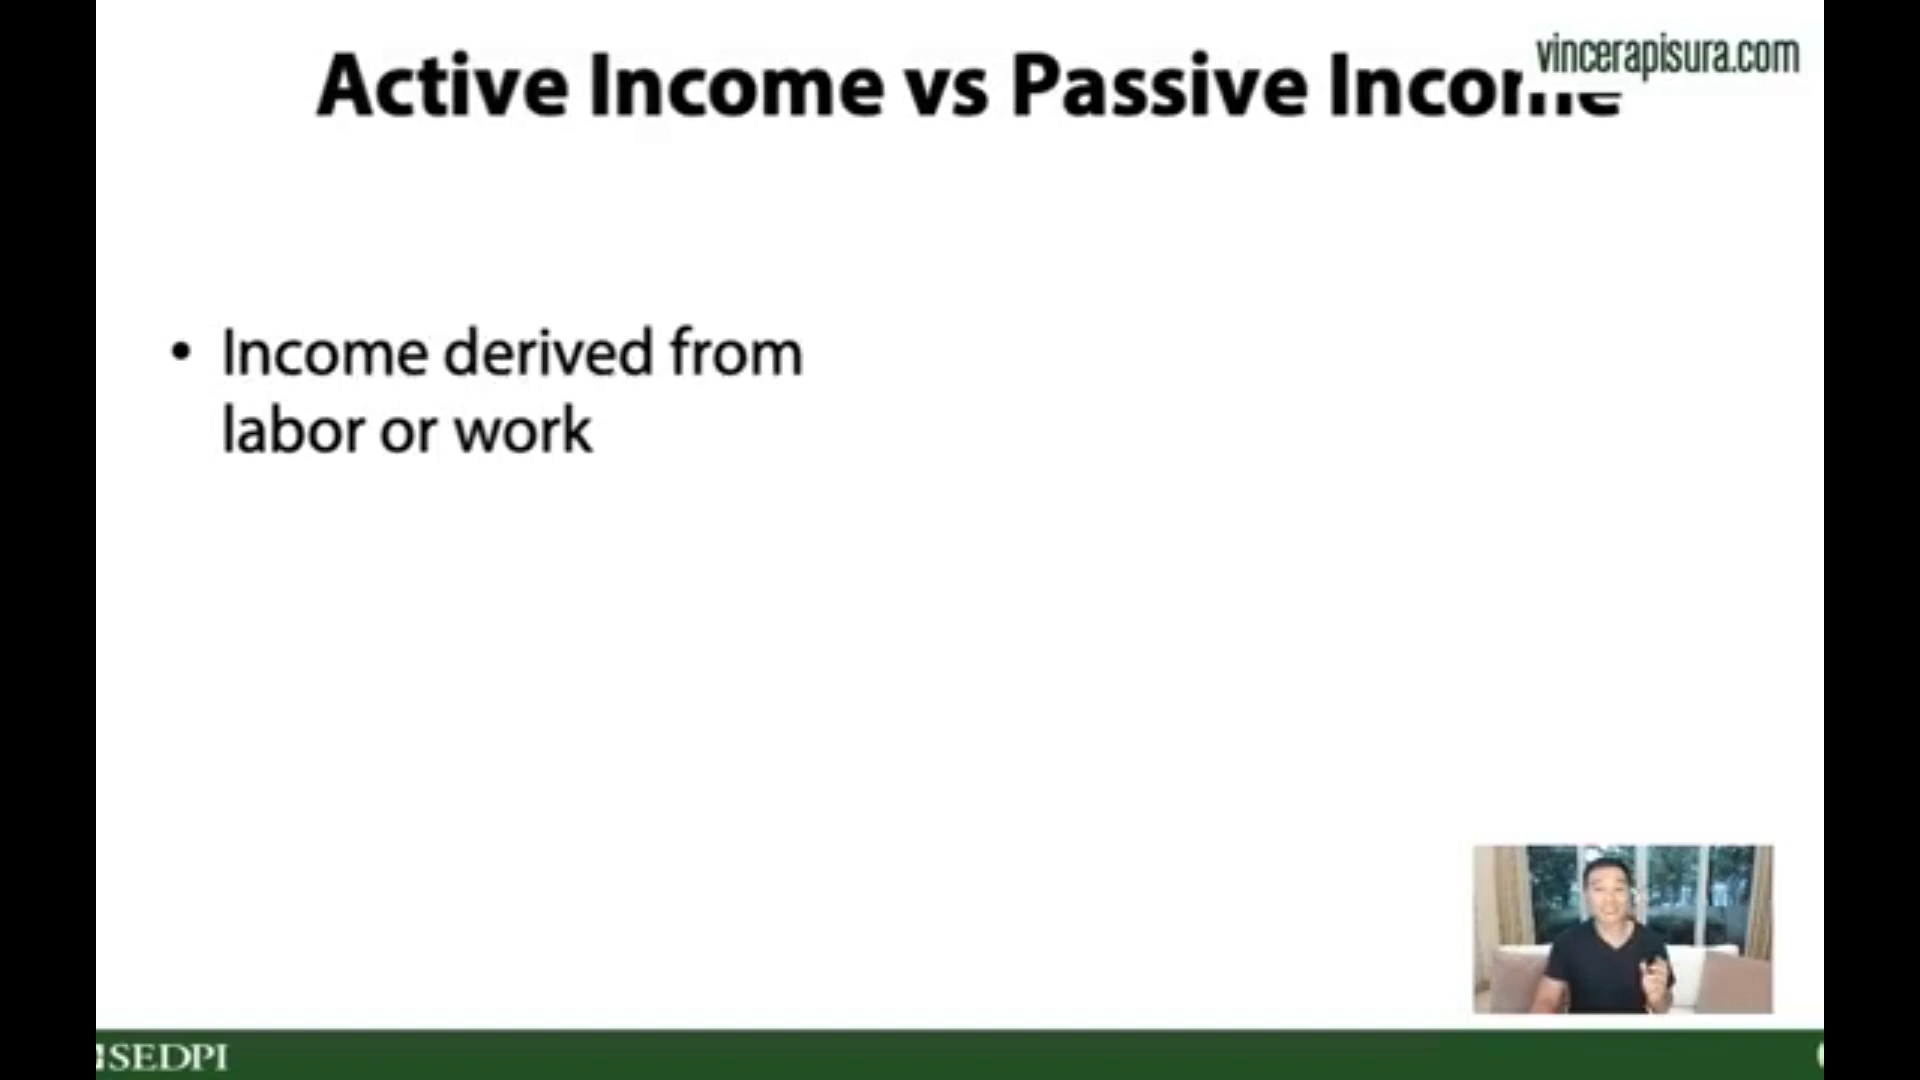 vincerapisura.com
Active Income vs Passive Income
• Income derived from
labor or work
SEDPI